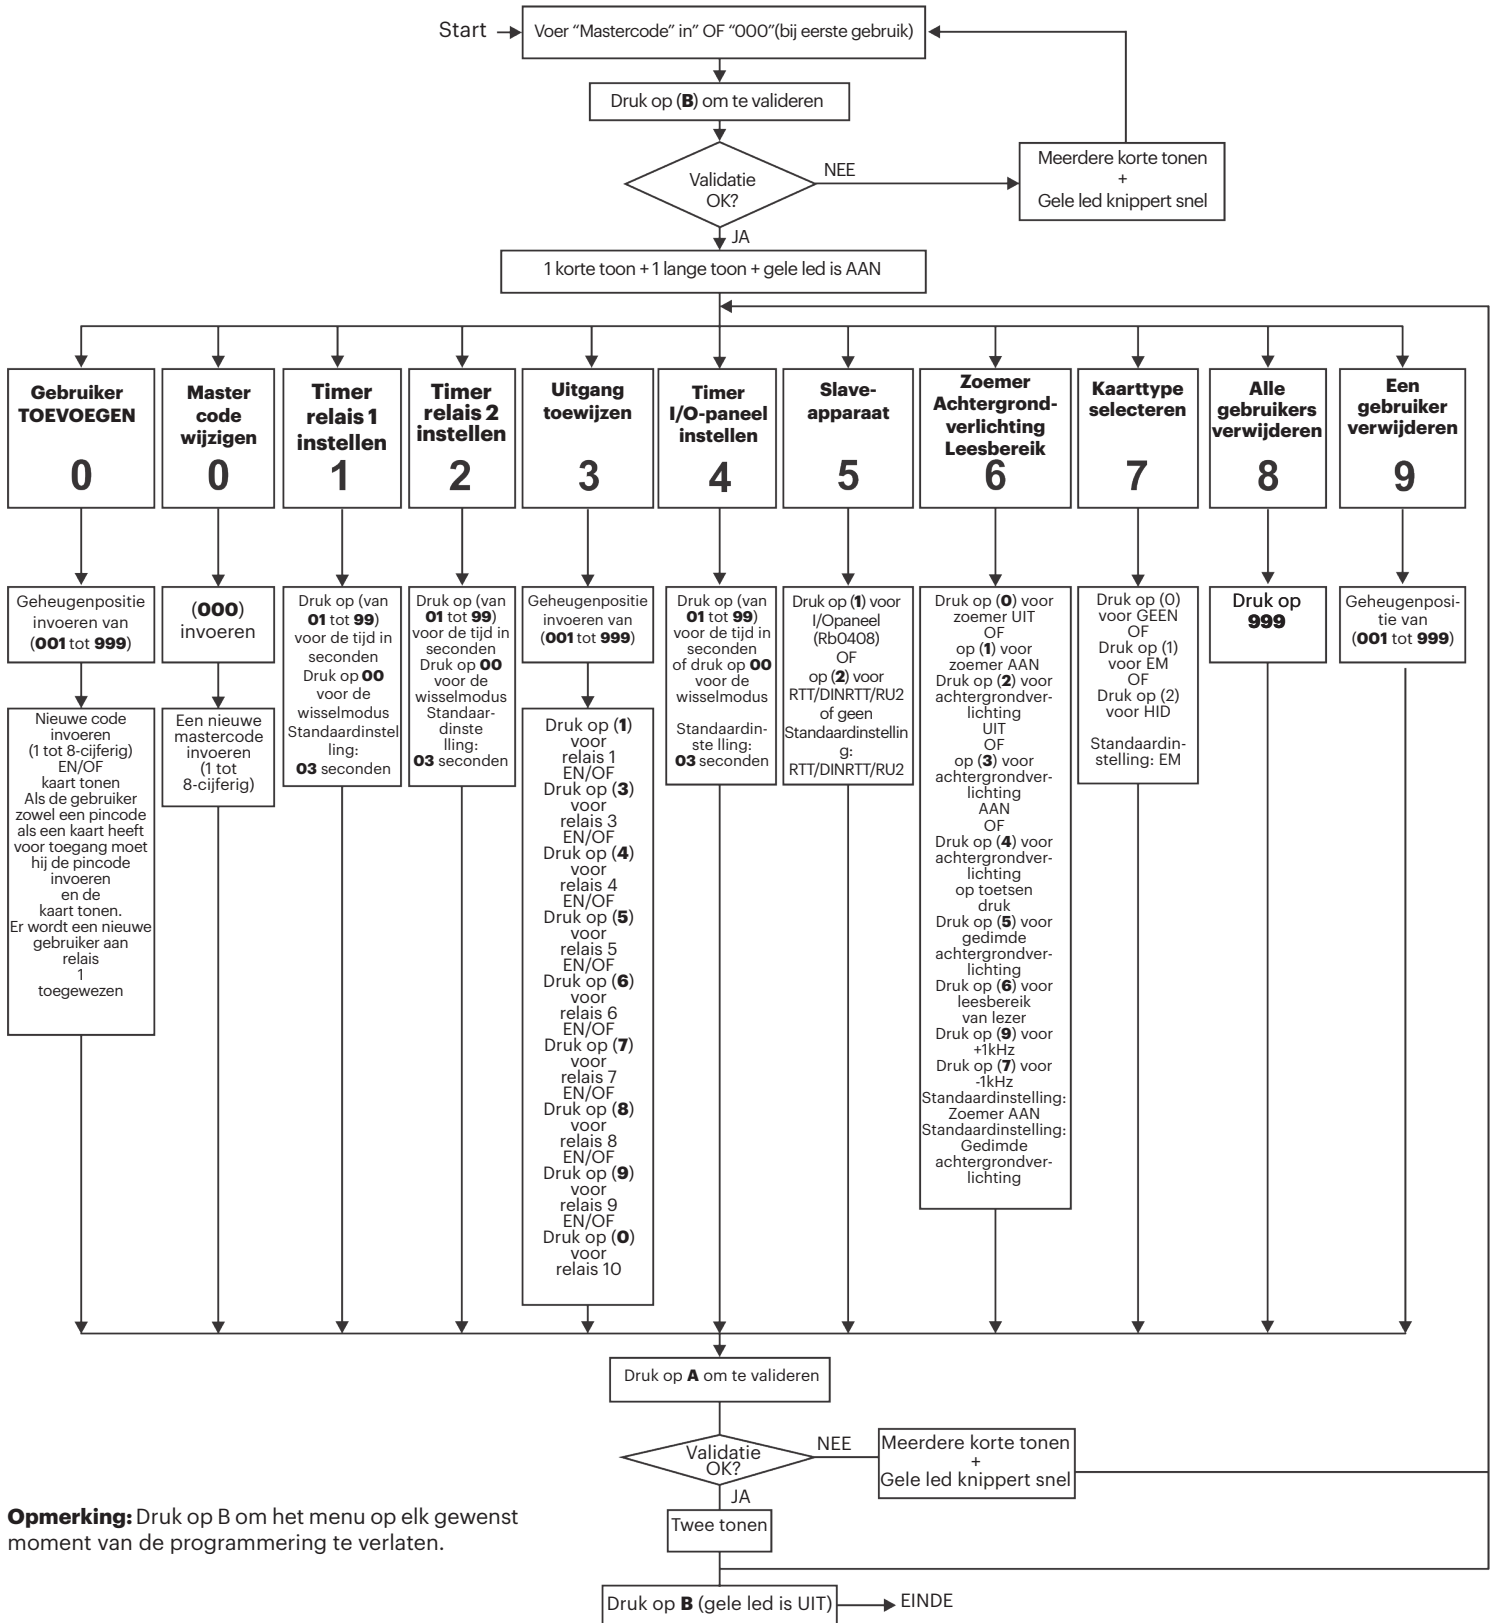 Start
Voer “Mastercode” in” OF “000”(bij eerste gebruik)
Druk op (B) om te valideren
Validatie
OK?
NEE
Meerdere korte tonen
+
Gele led knippert snel
JA
1 korte toon + 1 lange toon + gele led is AAN
Gebruiker
TOEVOEGEN
0
Master
code
wijzigen
0
Timer
relais 1
instellen
1
Timer
relais 2
instellen
2
Uitgang
toewijzen
3
Timer
I/O-paneel
instellen
4
Slave-
apparaat
5
Zoemer
Achtergrond-
verlichting
Leesbereik
6
Kaarttype
selecteren
7
Alle
gebruikers
verwijderen
8
Een
gebruiker
verwijderen
9
Geheugenpositie
invoeren van
(001 tot 999)
Nieuwe code
invoeren
(1 tot 8-cijferig)
EN/OF
kaart tonen
Als de gebruiker
zowel een pincode
als een kaart heeft
voor toegang moet
hij de pincode
invoeren
en de
kaart tonen.
Er wordt een nieuwe
gebruiker aan
relais
1
toegewezen
(000)
invoeren
Een nieuwe
mastercode
invoeren
(1 tot
8-cijferig)
Druk op (van
01 tot 99)
voor de tijd in
seconden
Druk op 00
voor de
wisselmodus
Standaardinstel
ling:
03 seconden
Druk op (van
01 tot 99)
voor de tijd in
seconden
Druk op 00
voor de
wisselmodus
Standaar-
dinste
lling:
03 seconden
Geheugenpositie
invoeren van
(001 tot 999)
Druk op (1)
voor
relais 1
EN/OF
Druk op (3)
voor
relais 3
EN/OF
Druk op (4)
voor
relais 4
EN/OF
Druk op (5)
voor
relais 5
EN/OF
Druk op (6)
voor
relais 6
EN/OF
Druk op (7)
voor
relais 7
EN/OF
Druk op (8)
voor
relais 8
EN/OF
Druk op (9)
voor
relais 9
EN/OF
Druk op (0)
voor
relais 10
Druk op (van
01 tot 99)
voor de tijd in
seconden
of druk op 00
voor de
wisselmodus
Standaardin-
ste lling:
03 seconden
Druk op (1) voor
I/Opaneel
(Rb0408)
OF
op (2) voor
RTT/DINRTT/RU2
of geen
Standaardinstellin
g:
RTT/DINRTT/RU2
Druk op (0) voor
zoemer UIT
OF
op (1) voor
zoemer AAN
Druk op (2) voor
achtergrondver-
lichting
UIT
OF
op (3) voor
achtergrondver-
lichting
AAN
OF
Druk op (4) voor
achtergrondver-
lichting
op toetsen
druk
Druk op (5) voor
gedimde
achtergrondver-
lichting
Druk op (6) voor
leesbereik
van lezer
Druk op (9) voor
+1kHz
Druk op (7) voor
-1kHz
Standaardinstelling:
Zoemer AAN
Standaardinstelling:
Gedimde
achtergrondver-
lichting
Druk op (0)
voor GEEN
OF
Druk op (1)
voor EM
OF
Druk op (2)
voor HID
Standaardin-
stelling: EM
Druk op
999
Geheugenposi-
tie van
(001 tot 999)
Druk op A om te valideren
Validatie
OK?
NEE
Meerdere korte tonen
+
Gele led knippert snel
JA
Twee tonen
Opmerking: Druk op B om het menu op elk gewenst
moment van de programmering te verlaten.
Druk op B (gele led is UIT)
EINDE